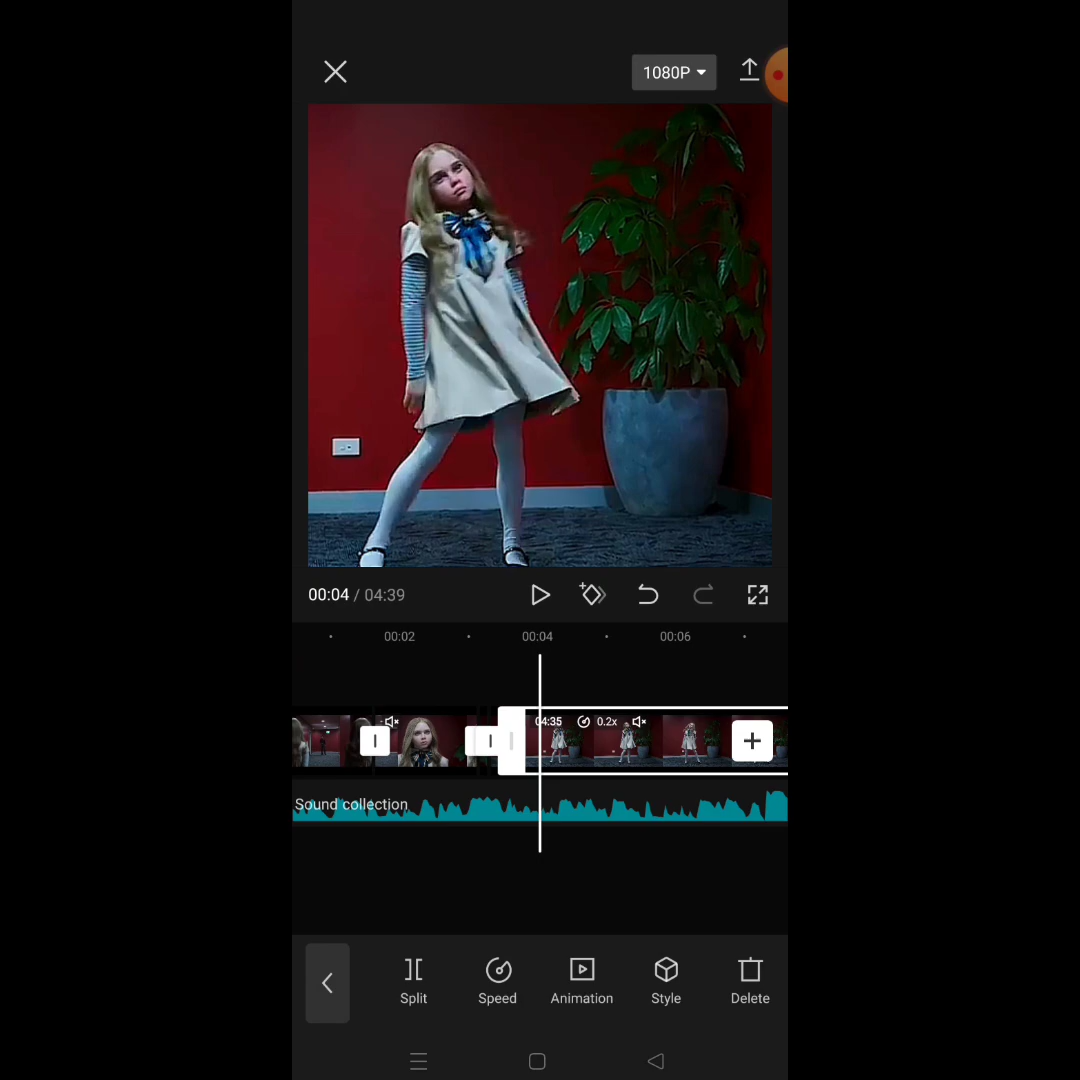 1080P
00:04 / 04:39
00:02 00:04 00:06
04:35 0.2x
Sound collection
Split Speed Animation Style Delete